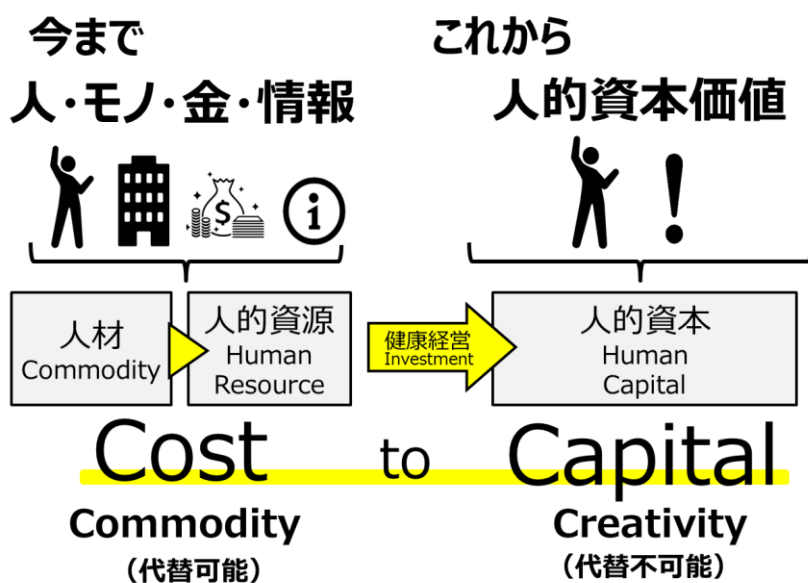 今まで
これから
人・モノ・金・情報
人的資本価値
$
i
!
人材
Commodity
人的資源
Human
Resource
健康経営
Investment
人的資本
Human
Capital
Cost to Capital
Commodity
(代替可能)
Creativity
(代替不可能)